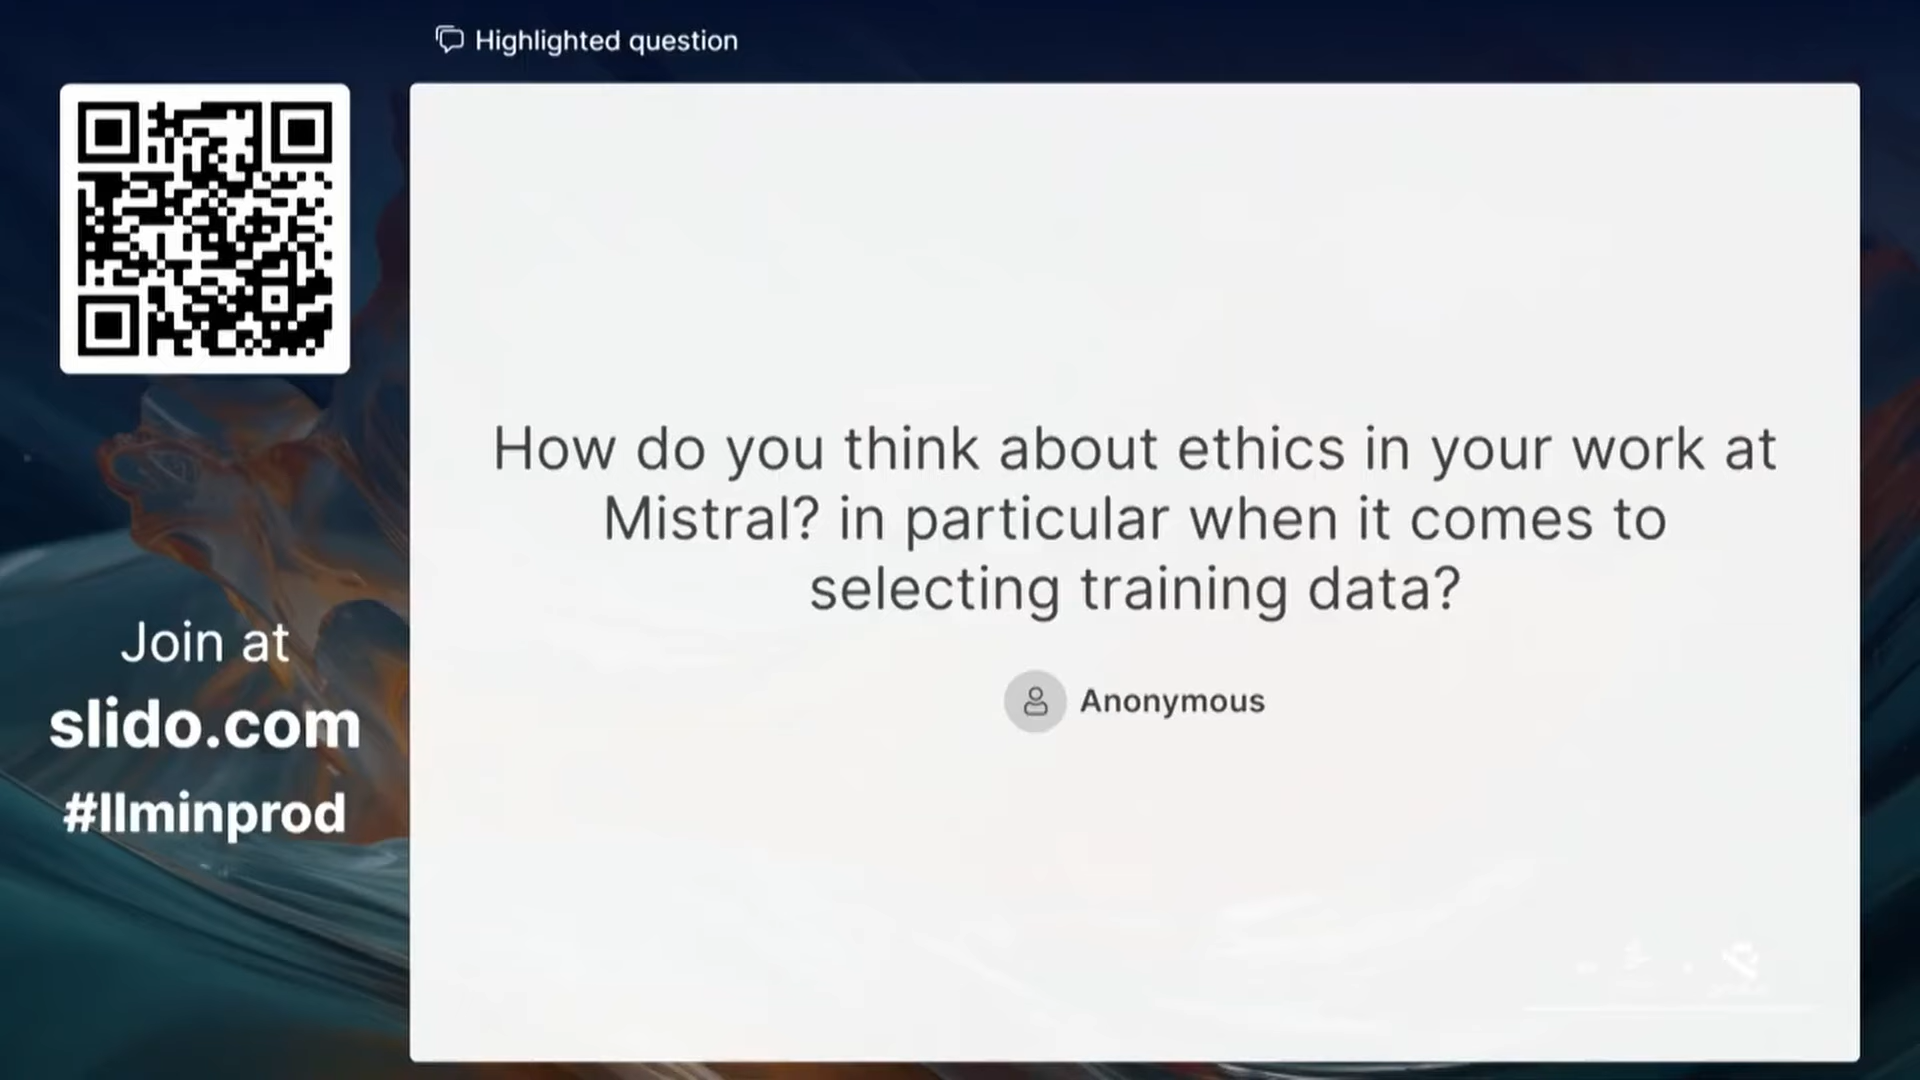 Highlighted question
How do you think about ethics in your work at
Mistral? in particular when it comes to
selecting training data?
Anonymous
Join at
slido.com
#llminprod